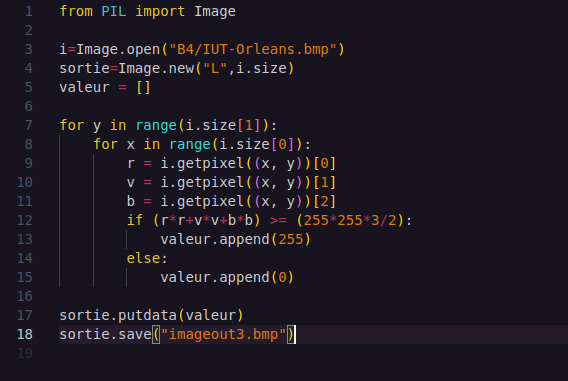 1 from PIL import Image
2
3 i=Image.open("B4/IUT-Orleans.bmp")
4 sortie=Image.new("L",i.size)
5 valeur = []
6
7 for y in range(i.size[1]):
8     for x in range(i.size[0]):
9         r = i.getpixel((x, y))[0]
10         v = i.getpixel((x, y))[1]
11         b = i.getpixel((x, y))[2]
12         if (r*r+v*v+b*b) >= (255*255*3/2):
13             valeur.append(255)
14         else:
15             valeur.append(0)
16
17 sortie.putdata(valeur)
18 sortie.save("imageout3.bmp")
19